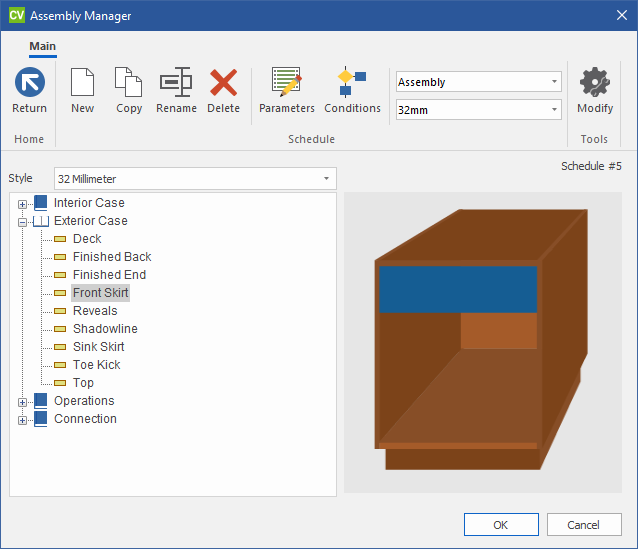 CV Assembly Manager
Main
Return
New
Copy
Rename
Delete
Parameters
Conditions
Assembly
32mm
Modify
Home
Schedule
Tools
Schedule #5
Style
32 Millimeter
Interior Case
Exterior Case
Deck
Finished Back
Finished End
Front Skirt
Reveals
Shadowline
Sink Skirt
Toe Kick
Top
Operations
Connection
OK
Cancel